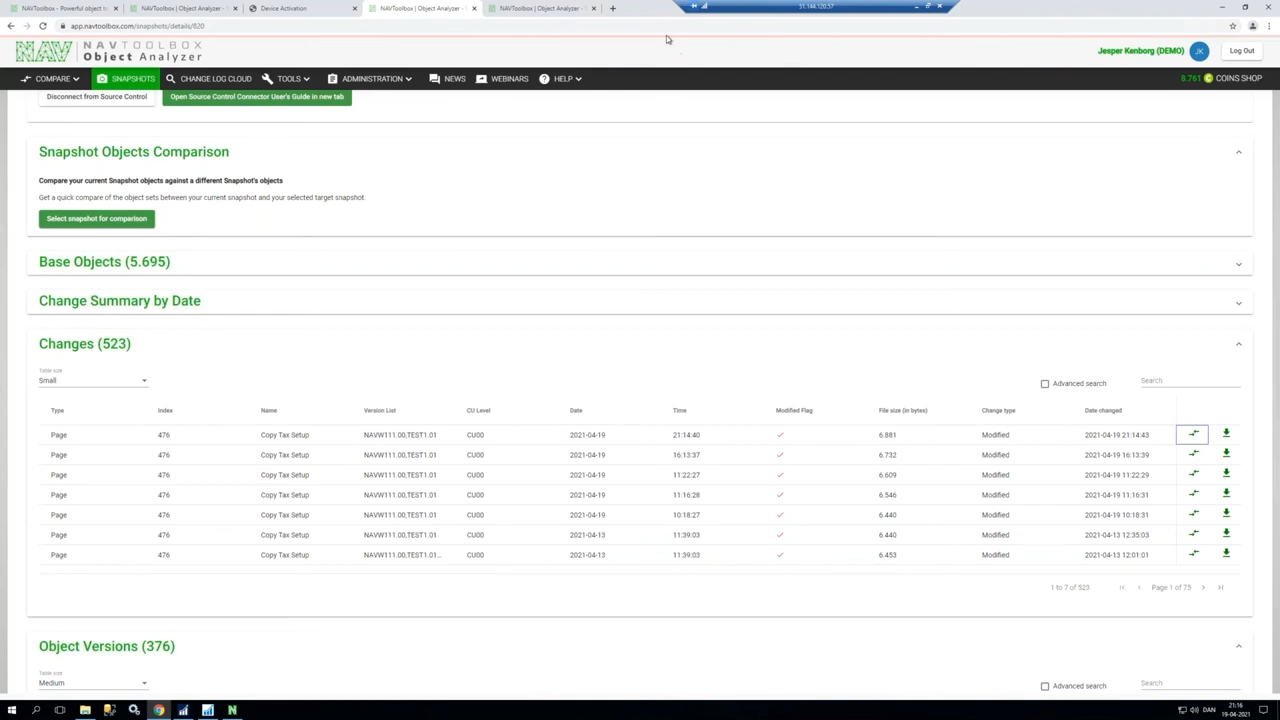 NAVToolbox - Powerful object to
NAVToolbox | Object Analyzer - S
Device Activation
NAVToolbox | Object Analyzer -
NAVToolbox | Object Analyzer - S
51.144.120.57
app.navtoolbox.com/snapshots/details/820
NAV NAVTOOLBOX
Object Analyzer
Jesper Kenborg (DEMO) JK Log Out
COMPARE SNAPSHOTS CHANGE LOG CLOUD TOOLS ADMINISTRATION NEWS WEBINARS HELP 8.761 C COINS SHOP
Disconnect from Source Control Open Source Control Connector User's Guide in new tab
Snapshot Objects Comparison
Compare your current Snapshot objects against a different Snapshot's objects
Get a quick compare of the object sets between your current snapshot and your selected target snapshot.
Select snapshot for comparison
Base Objects (5.695)
Change Summary by Date
Changes (523)
Table size
Small Advanced search Search
Type Index Name Version List CU Level Date Time Modified Flag File size (in bytes) Change type Date changed
Page 476 Copy Tax Setup NAVW111.00,TEST1.01 CU00 2021-04-19 21:14:40 6.881 Modified 2021-04-19 21:14:43
Page 476 Copy Tax Setup NAVW111.00,TEST1.01 CU00 2021-04-19 16:13:37 6.732 Modified 2021-04-19 16:13:39
Page 476 Copy Tax Setup NAVW111.00,TEST1.01 CU00 2021-04-19 11:22:27 6.609 Modified 2021-04-19 11:22:29
Page 476 Copy Tax Setup NAVW111.00,TEST1.01 CU00 2021-04-19 11:16:28 6.546 Modified 2021-04-19 11:16:31
Page 476 Copy Tax Setup NAVW111.00,TEST1.01 CU00 2021-04-19 10:18:27 6.440 Modified 2021-04-19 10:18:31
Page 476 Copy Tax Setup NAVW111.00,TEST1.01 CU00 2021-04-13 11:39:03 6.440 Modified 2021-04-13 12:35:03
Page 476 Copy Tax Setup NAVW111.00,TEST1.01... CU00 2021-04-13 11:39:03 6.453 Modified 2021-04-13 12:01:01
1 to 7 of 523 Page 1 of 75
Object Versions (376)
Table size
Medium Advanced search Search
DAN 21:16
19-04-2021